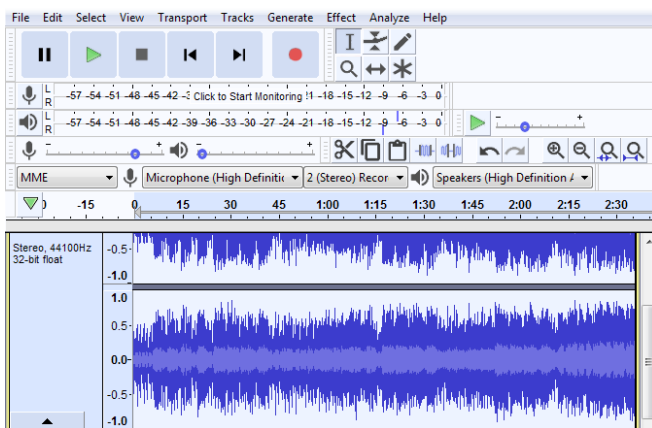 File Edit Select View Transport Tracks Generate Effect Analyze Help
L
R
-57 -54 -51 -48 -45 -42 -3 Click to Start Monitoring !1 -18 -15 -12 -9 -6 -3 0
L
R
-57 -54 -51 -48 -45 -42 -39 -36 -33 -30 -27 -24 -21 -18 -15 -12 -9 -6 -3 0
- +
- + - +
MME Microphone (High Definitic 2 (Stereo) Recor Speakers (High Definition
-15 0 15 30 45 1:00 1:15 1:30 1:45 2:00 2:15 2:30
Stereo, 44100Hz
32-bit float
-0.5-
-1.0
1.0
0.5-
0.0-
-0.5-
-1.0